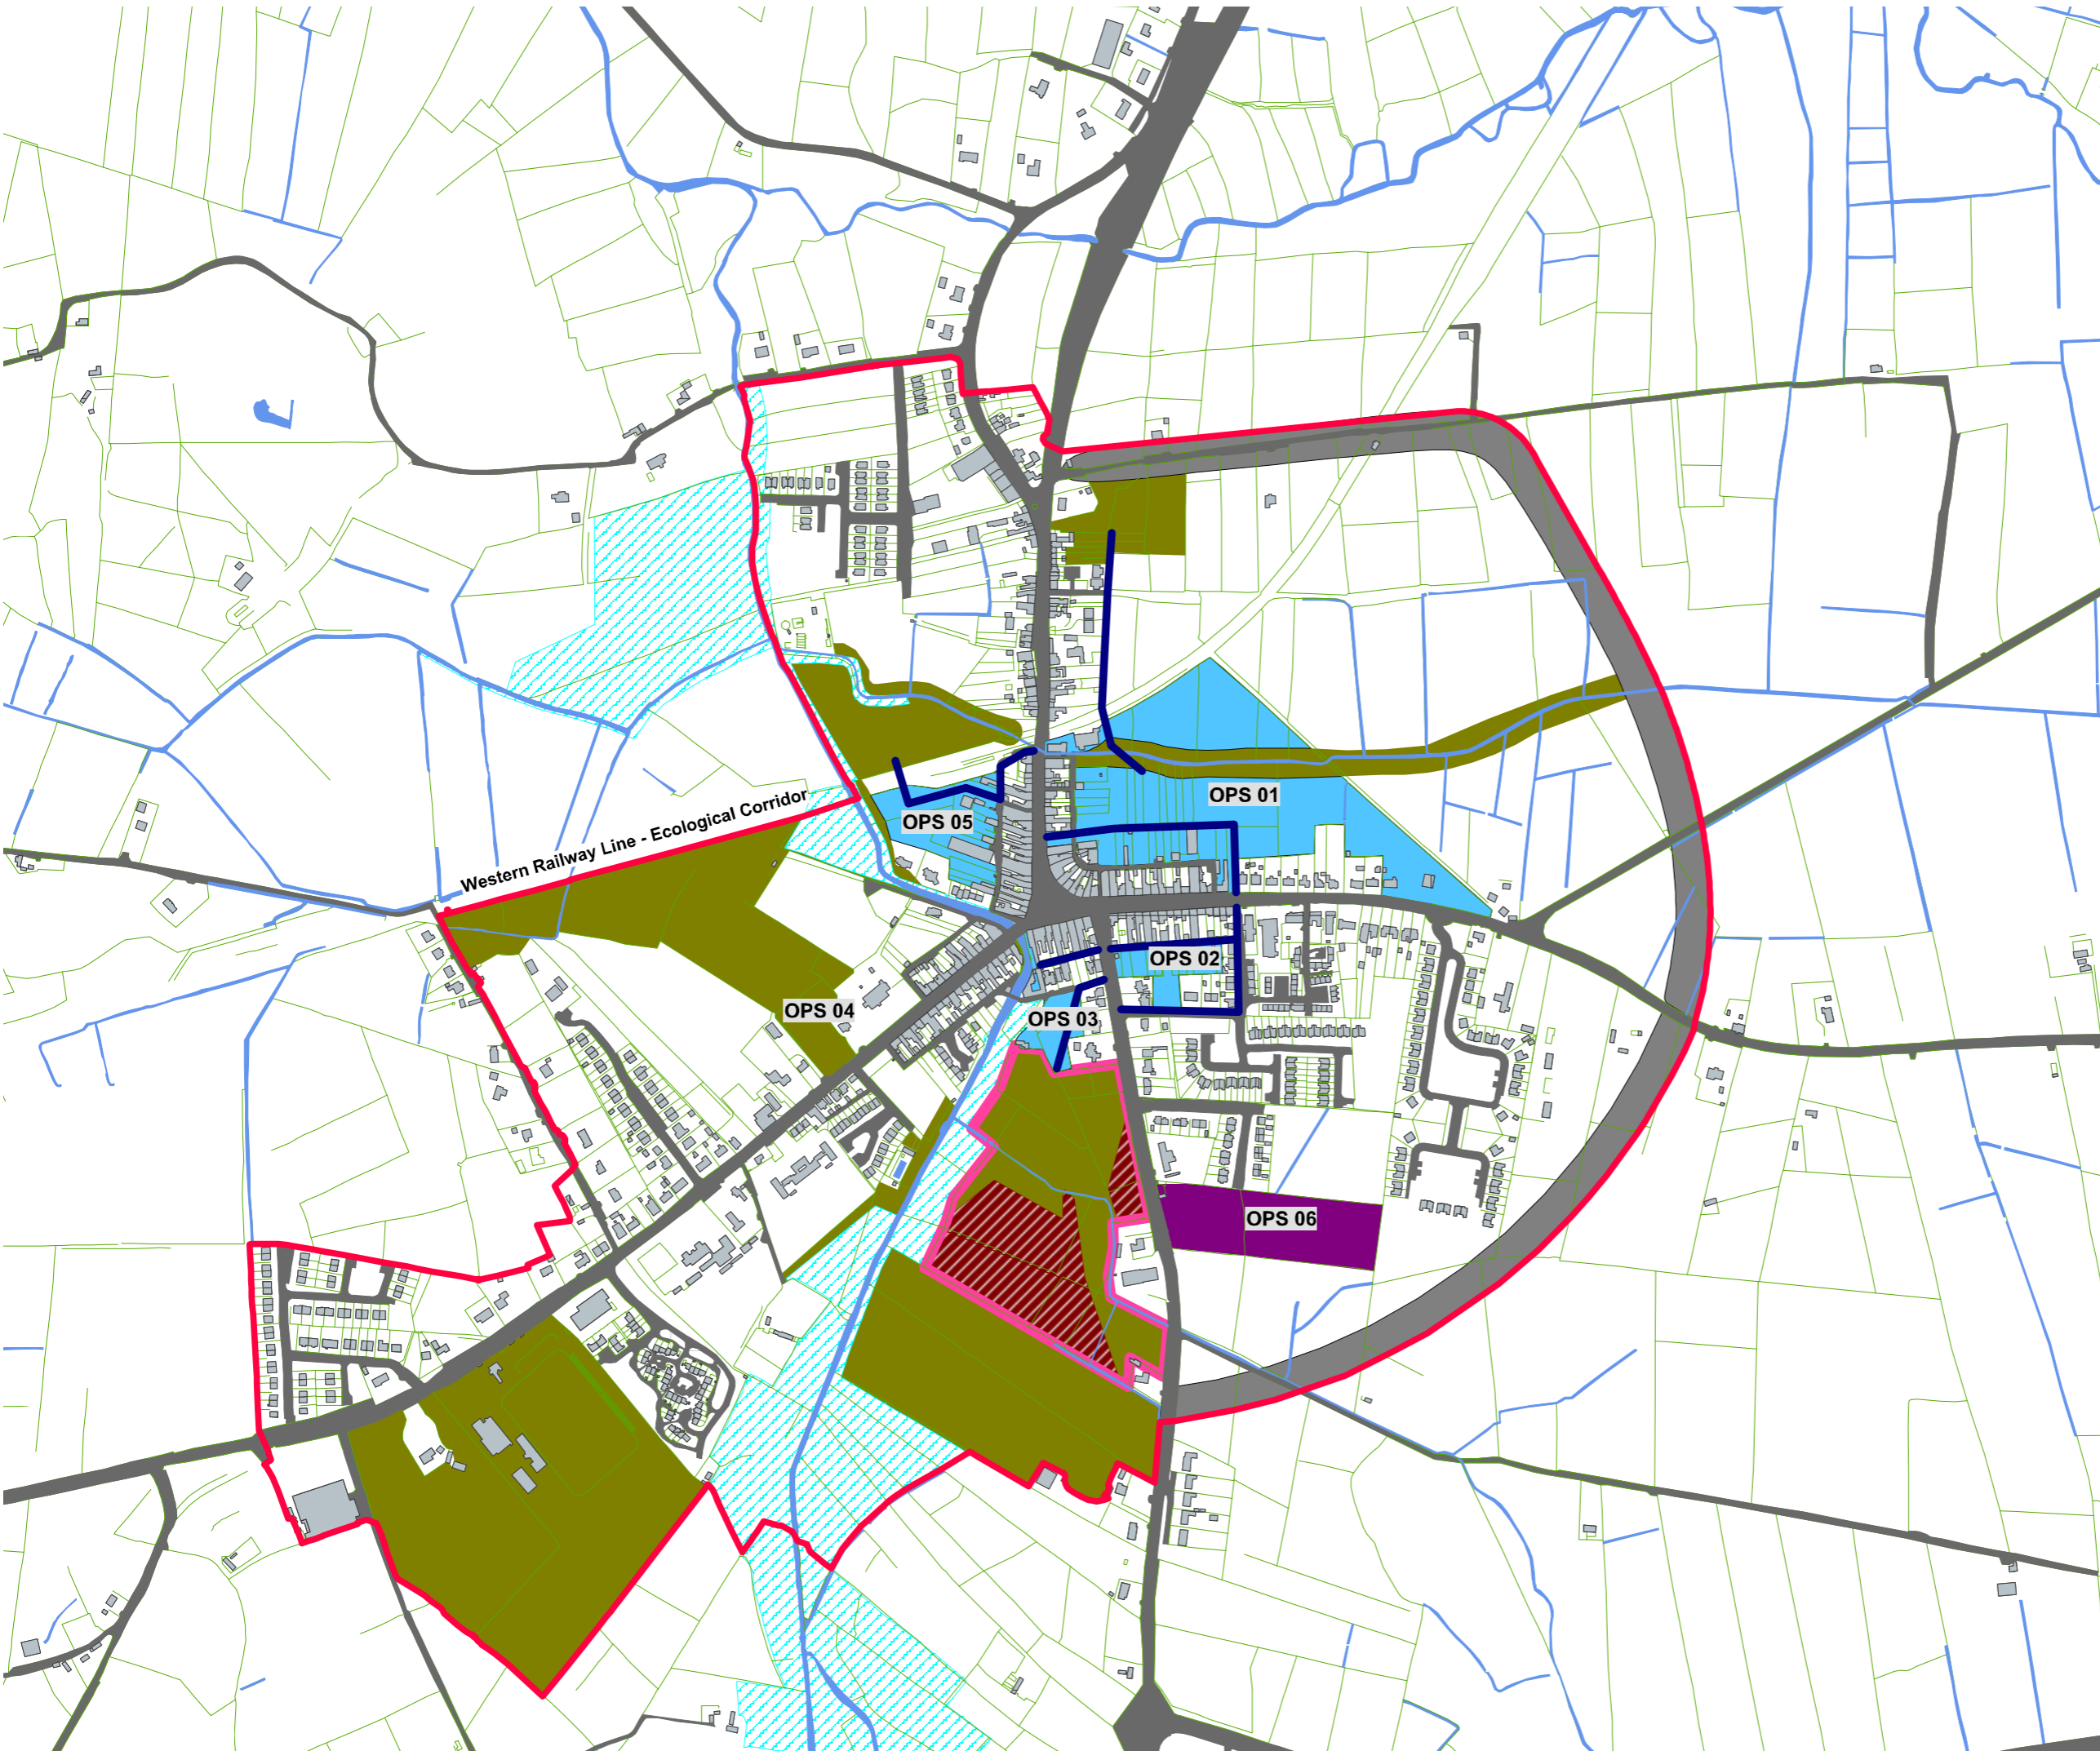 OPS 01
Western Railway Line - Ecological Corridor
OPS 05
OPS 02
OPS 04
OPS 03
OPS 06